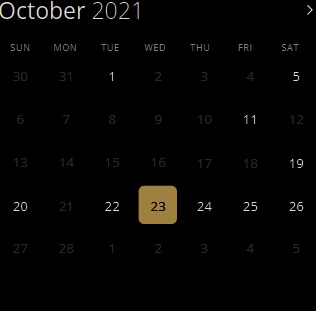 October 2021
SUN MON TUE WED THU FRI SAT
30 31 1 2 3 4 5
6 7 8 9 10 11 12
13 14 15 16 17 18 19
20 21 22 23 24 25 26
27 28 1 2 3 4 5